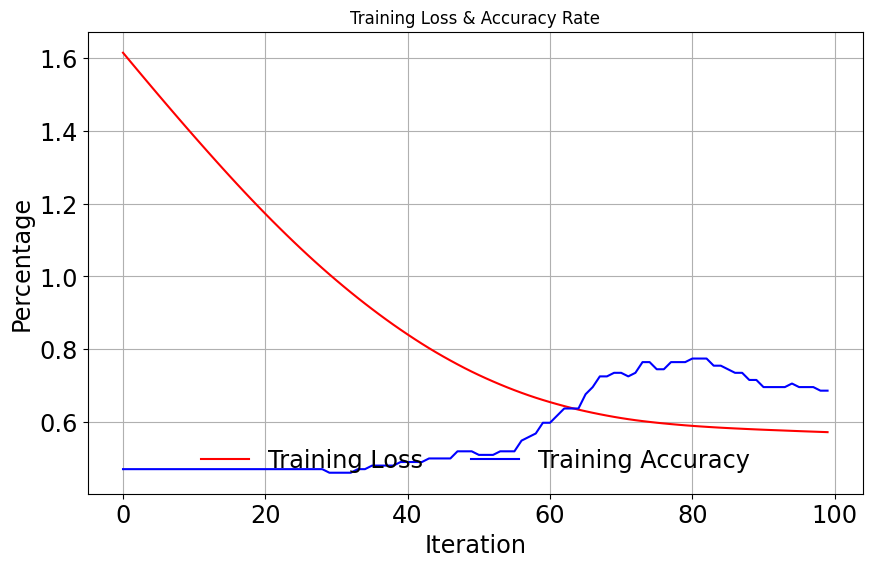 Training Loss & Accuracy Rate
Percentage
1.6
1.4
1.2
1.0
0.8
0.6
Training Loss Training Accuracy
0 20 40 60 80 100
Iteration